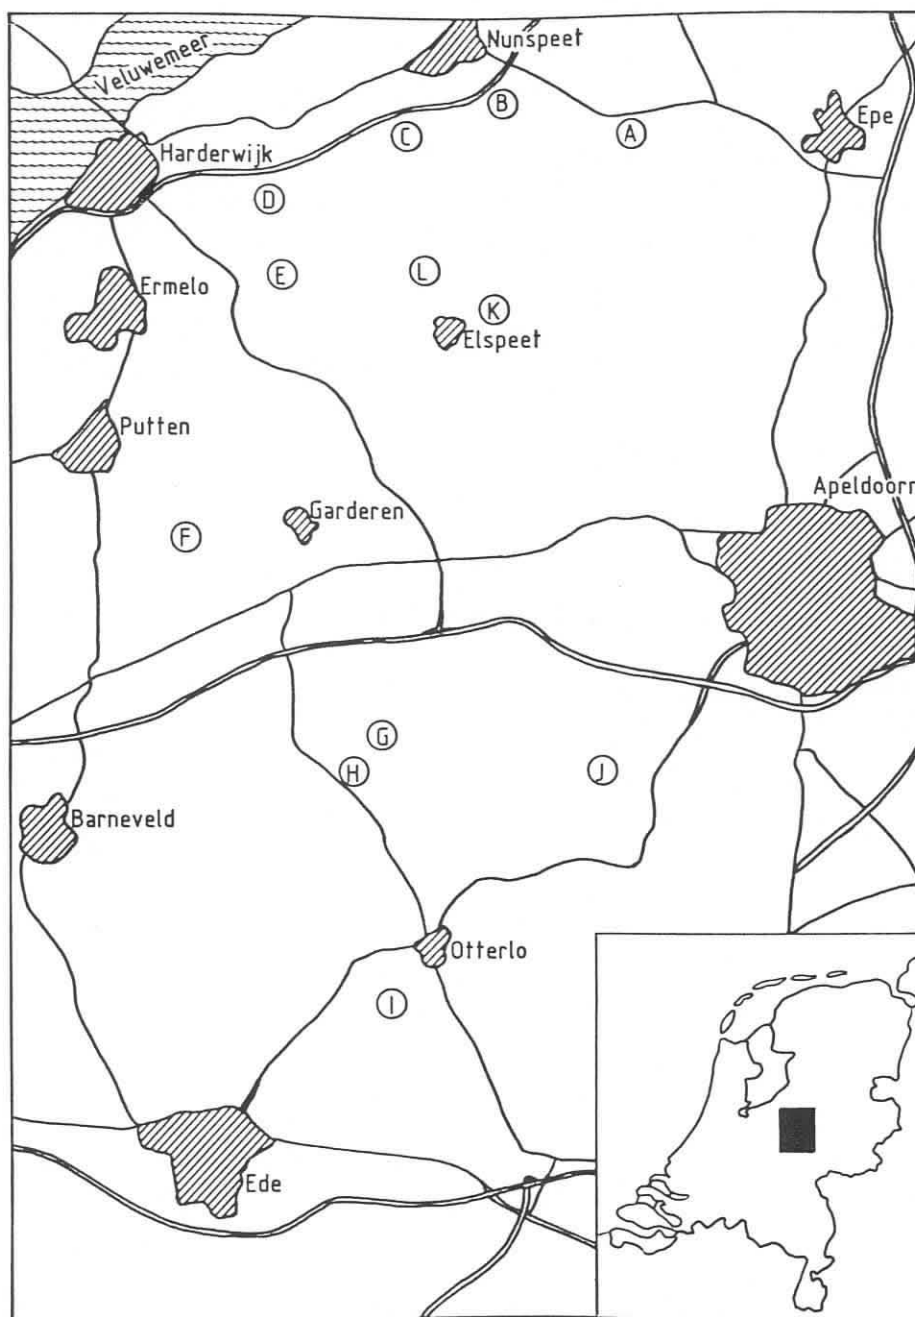 Nunspeet
Veluwemeer
B
Epe
A
C
Harderwijk
D
L
E
Ermelo
K
Elspeet
Putten
Apeldoorn
Garderen
F
G
J
H
Barneveld
Otterlo
I
Ede